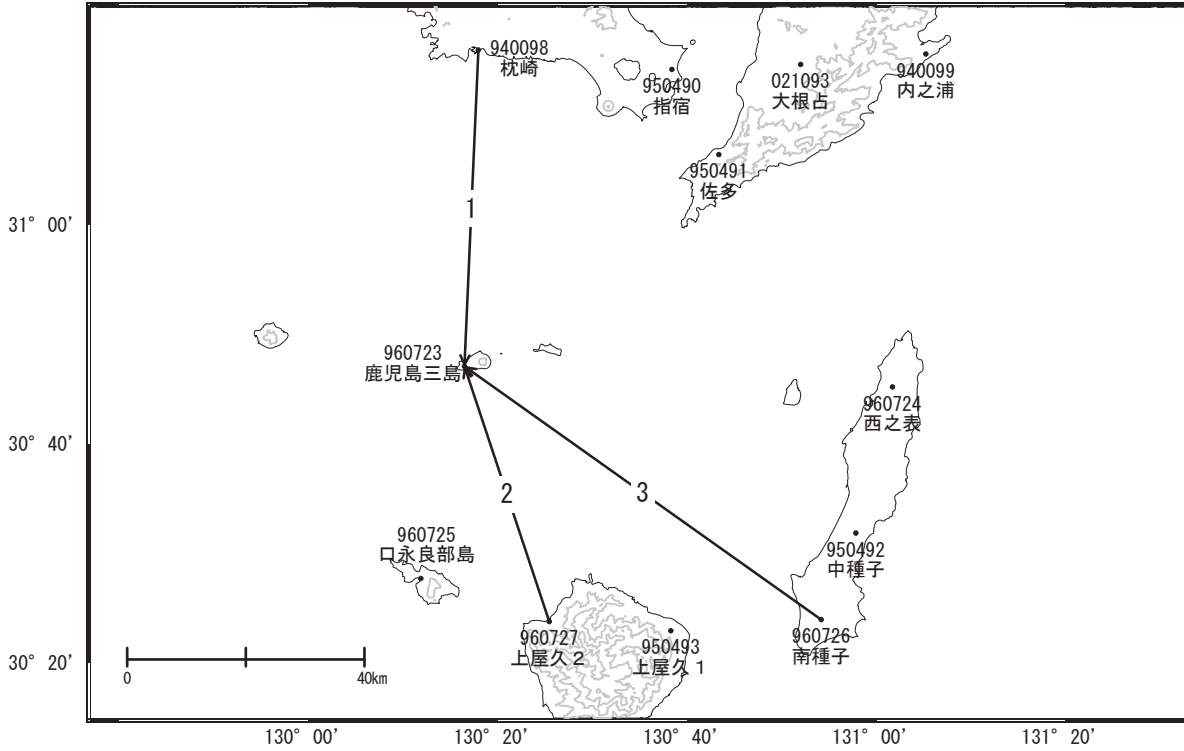 940098
枕崎
950490
指宿
021093
大根占
940099
内之浦
950491
佐多
31° 00'
1
960723
鹿児島三島
960724
西之表
30° 40'
2
3
960725
口永良部島
950492
中種子
960727
上屋久２
950493
上屋久１
960726
南種子
30° 20'
0
40km
130° 00'
130° 20'
130° 40'
131° 00'
131° 20'